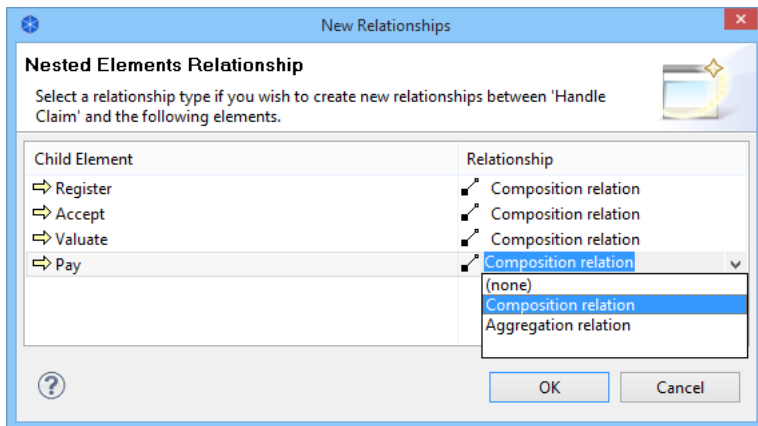 New Relationships
Nested Elements Relationship
Select a relationship type if you wish to create new relationships between 'Handle
Claim' and the following elements.
Child Element Relationship
Register Composition relation
Accept Composition relation
Valuate Composition relation
Pay Composition relation
(none)
Composition relation
Aggregation relation
?
OK Cancel